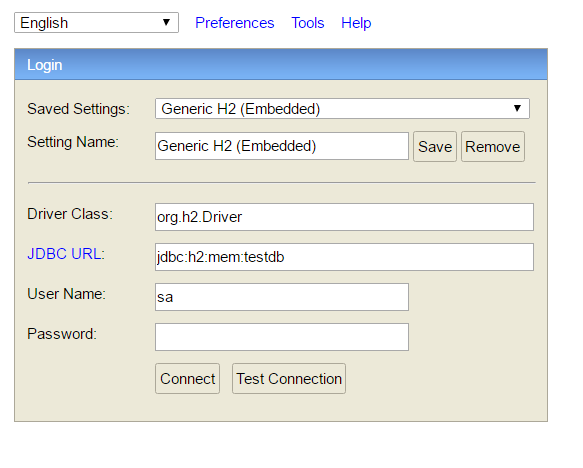 English Preferences Tools Help
Login
Saved Settings: Generic H2 (Embedded)
Setting Name: Generic H2 (Embedded) Save Remove
Driver Class: org.h2.Driver
JDBC URL: jdbc:h2:mem:testdb
User Name: sa
Password:
Connect Test Connection